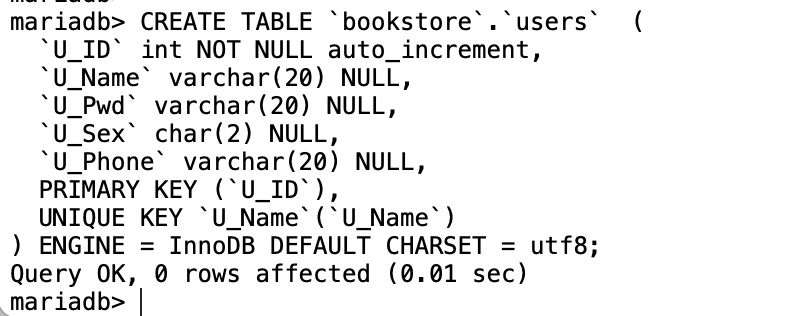 mariadb> CREATE TABLE `bookstore`.`users`  (
  `U_ID` int NOT NULL auto_increment,
  `U_Name` varchar(20) NULL,
  `U_Pwd` varchar(20) NULL,
  `U_Sex` char(2) NULL,
  `U_Phone` varchar(20) NULL,
  PRIMARY KEY (`U_ID`),
  UNIQUE KEY `U_Name`(`U_Name`)
) ENGINE = InnoDB DEFAULT CHARSET = utf8;
Query OK, 0 rows affected (0.01 sec)
mariadb>